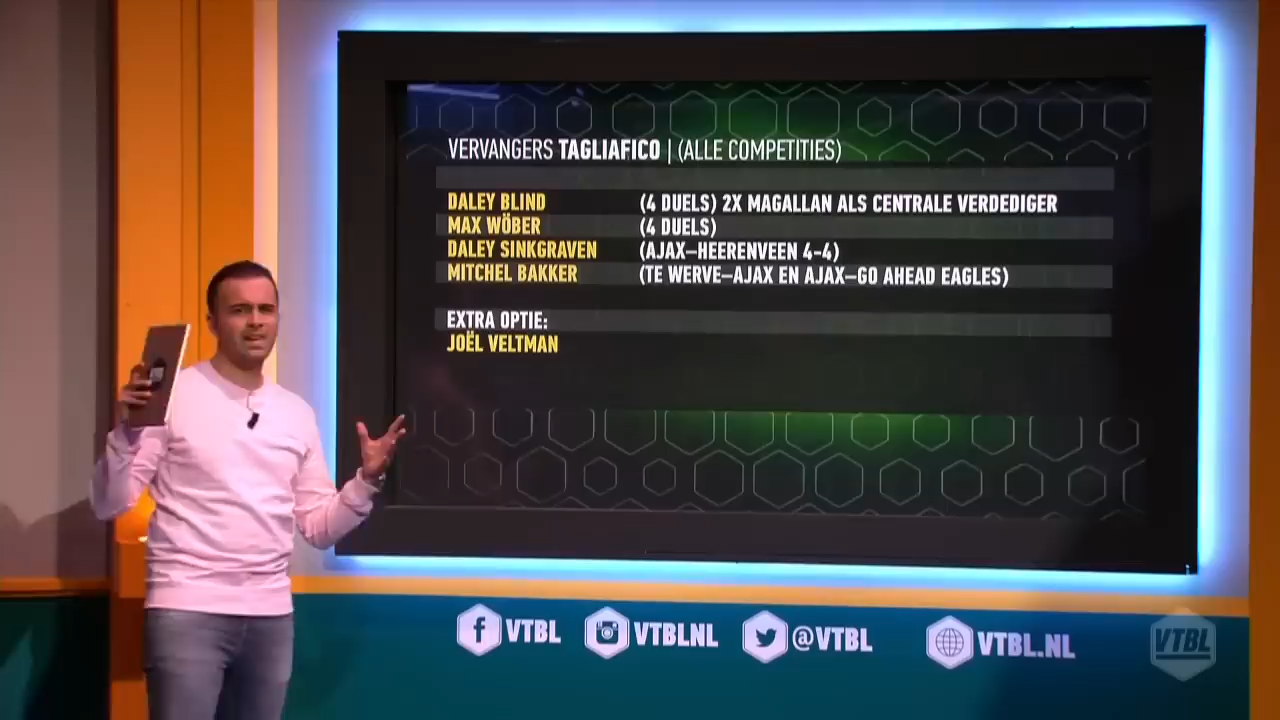 VERVANGERS TAGLIAFICO | (ALLE COMPETITIES)
DALEY BLIND (4 DUELS) 2X MAGALLAN ALS CENTRALE VERDEDIGER
MAX WÖBER (4 DUELS)
DALEY SINKGRAVEN (AJAX–HEERENVEEN 4-4)
MITCHEL BAKKER (TE WERVE–AJAX EN AJAX–GO AHEAD EAGLES)
EXTRA OPTIE:
JOËL VELTMAN
f VTBL VTBLNL @VTBL VTBL.NL
VTBL